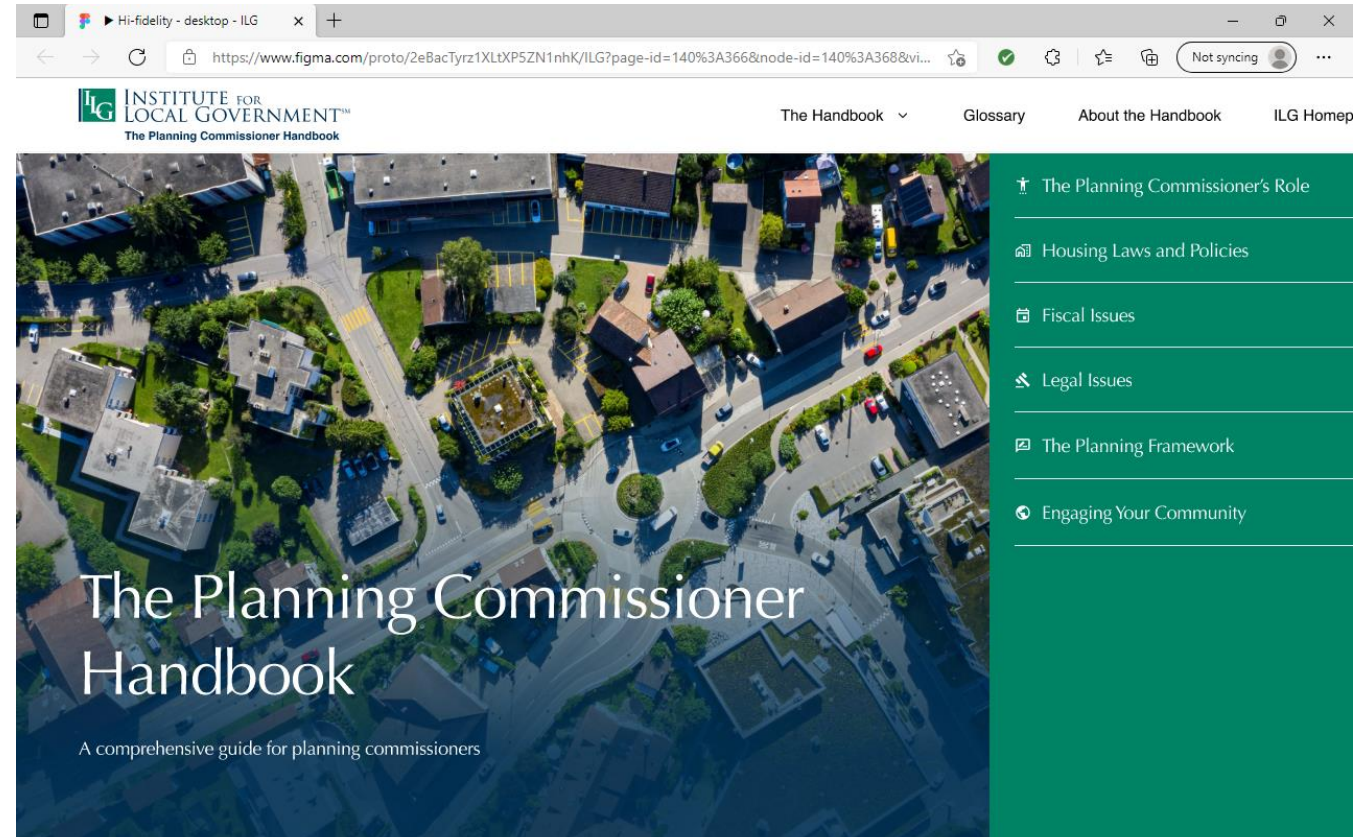 ▶ Hi-fidelity - desktop - ILG
https://www.figma.com/proto/2eBacTyrz1XLtXP5ZN1nhK/ILG?page-id=140%3A366&node-id=140%3A368&vi...
Not syncing
ILG INSTITUTE FOR
LOCAL GOVERNMENT™
The Planning Commissioner Handbook
The Handbook Glossary About the Handbook ILG Homep
The Planning Commissioner's Role
Housing Laws and Policies
Fiscal Issues
Legal Issues
The Planning Framework
Engaging Your Community
The Planning Commissioner
Handbook
A comprehensive guide for planning commissioners